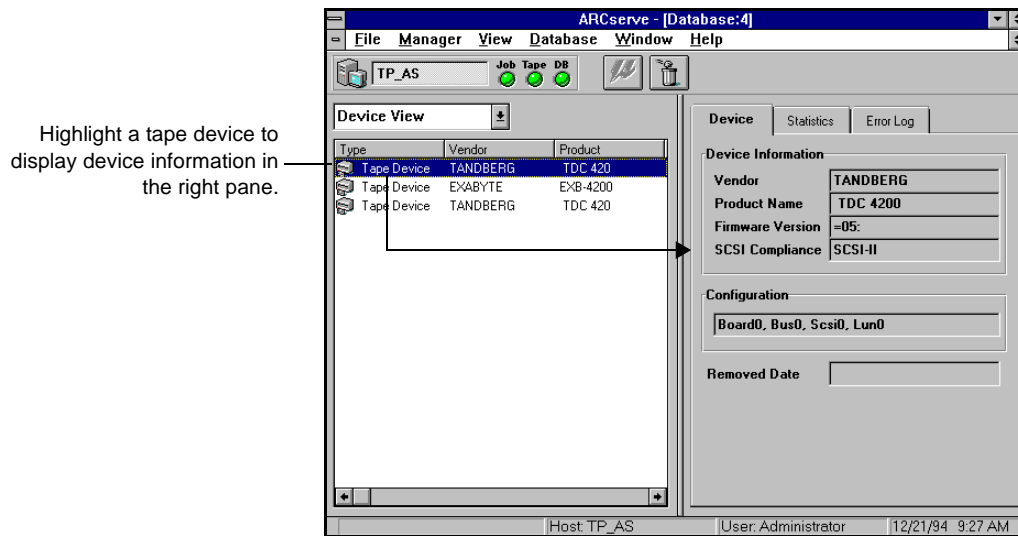 Highlight a tape device to
display device information in
the right pane.
ARCserve - [Database:4]
File Manager View Database Window Help
TP_AS
Job Tape DB
Device View
Type Vendor Product
Tape Device TANDBERG TDC 420
Tape Device EXABYTE EXB-4200
Tape Device TANDBERG TDC 420
Device Statistics Error Log
Device Information
Vendor TANDBERG
Product Name TDC 4200
Firmware Version =05:
SCSI Compliance SCSI-II
Configuration
Board0, Bus0, Scsi0, Lun0
Removed Date
Host: TP_AS User: Administrator 12/21/94 9:27 AM